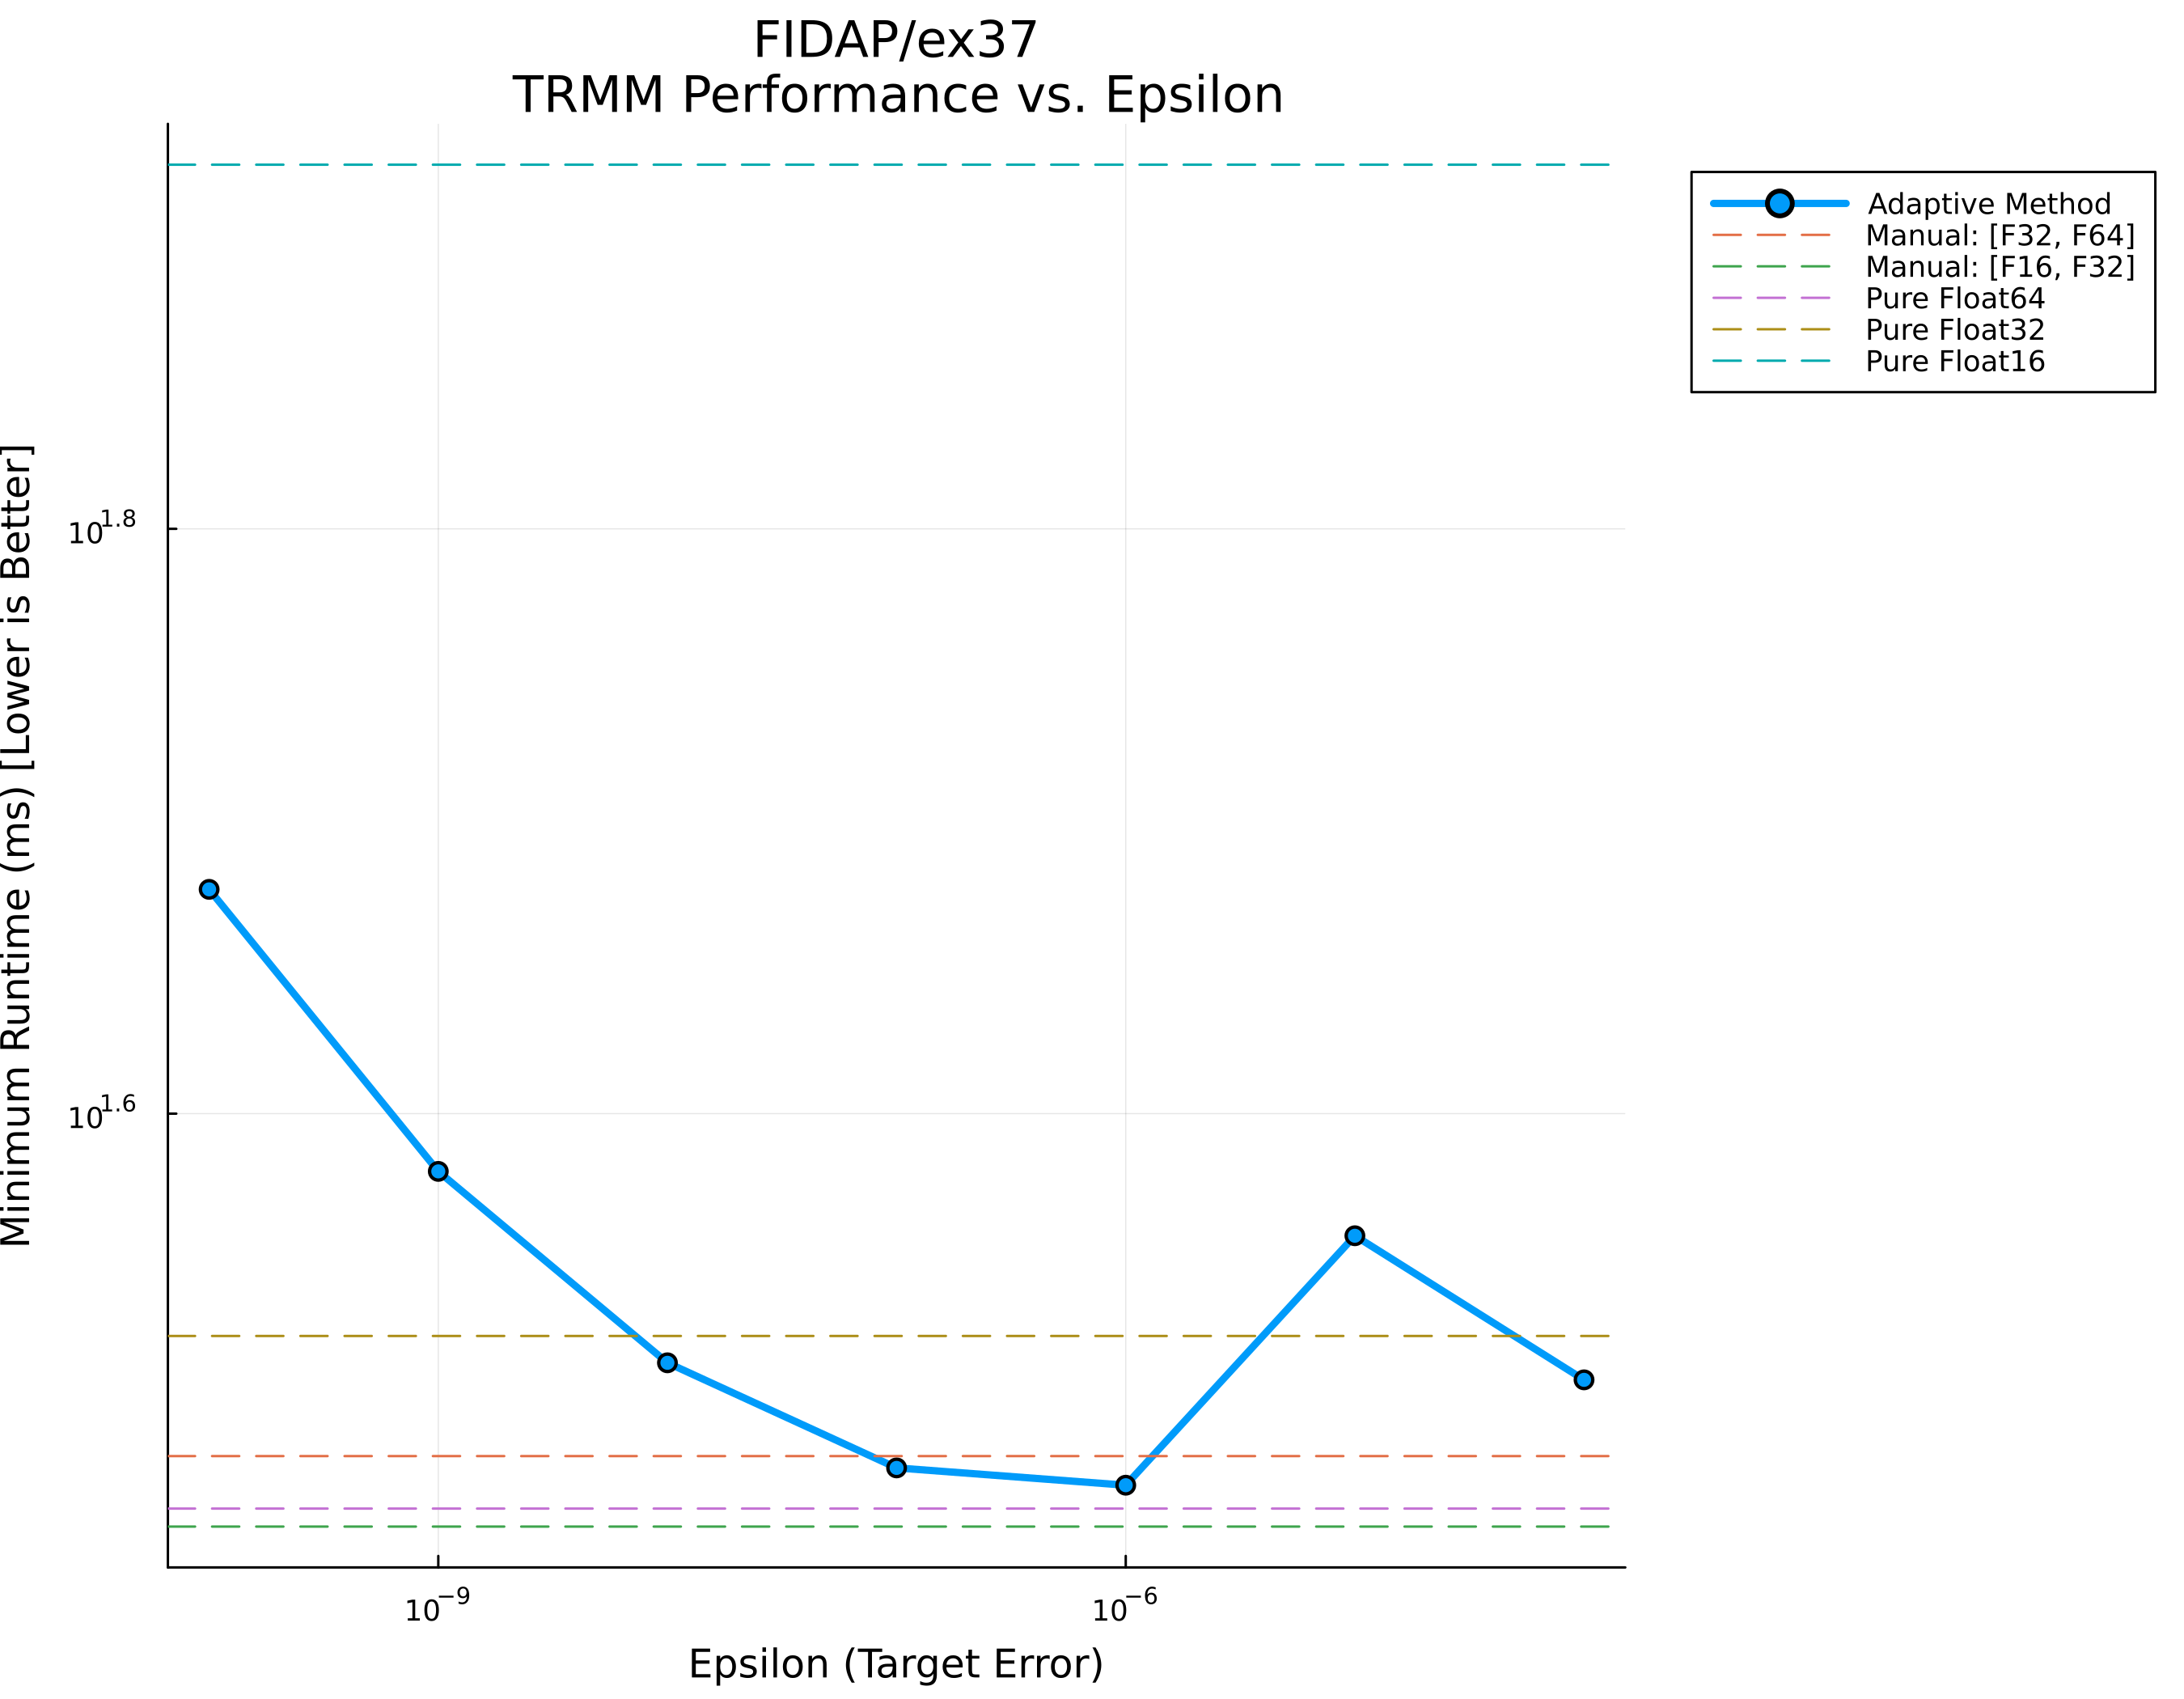 FIDAP/ex37
TRMM Performance vs. Epsilon
Adaptive Method
Manual: [F32, F64]
Manual: [F16, F32]
Pure Float64
Pure Float32
Pure Float16
Minimum Runtime (ms) [Lower is Better]
10^1.8
10^1.6
10^−9
10^−6
Epsilon (Target Error)